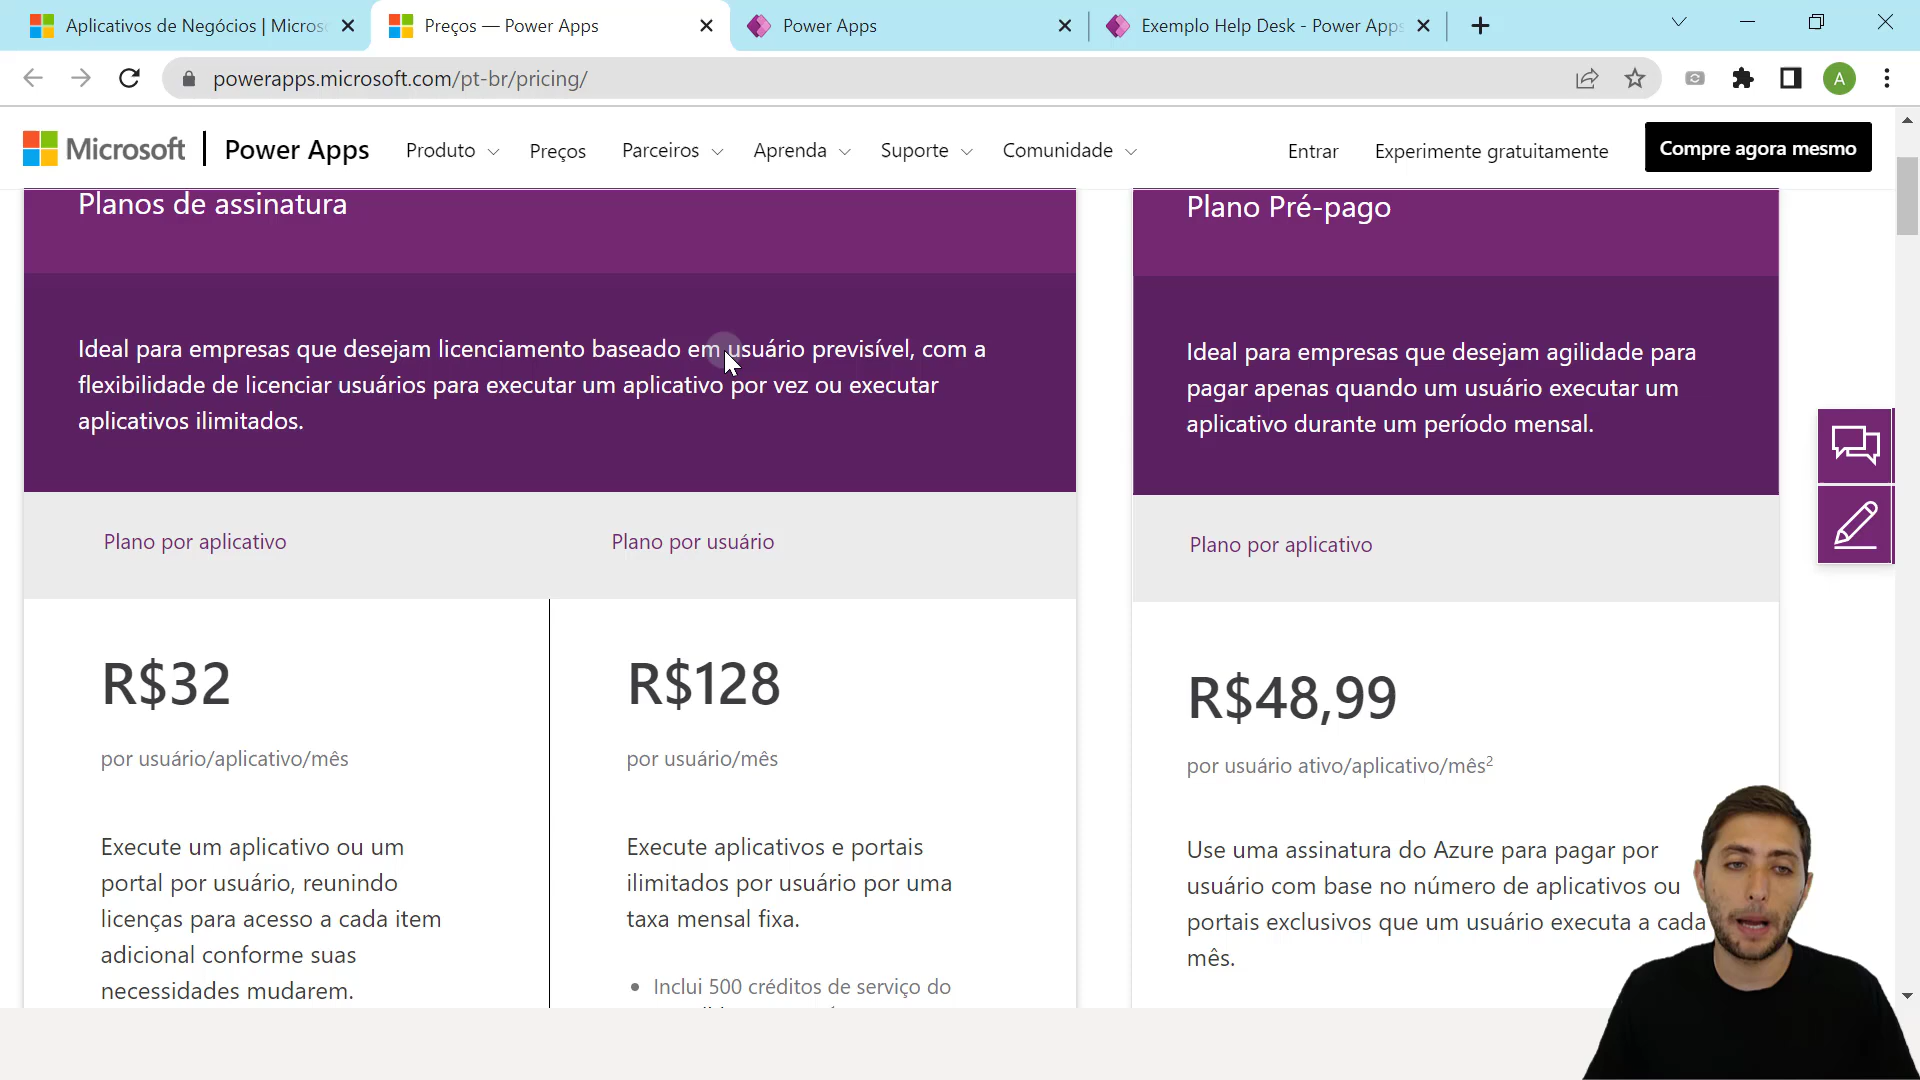 Aplicativos de Negócios | Micros
Preços — Power Apps
Power Apps
Exemplo Help Desk - Power Apps
powerapps.microsoft.com/pt-br/pricing/
A
Microsoft
Power Apps
Produto
Preços
Parceiros
Aprenda
Suporte
Comunidade
Entrar
Experimente gratuitamente
Compre agora mesmo
Planos de assinatura
Ideal para empresas que desejam licenciamento baseado em usuário previsível, com a
flexibilidade de licenciar usuários para executar um aplicativo por vez ou executar
aplicativos ilimitados.
Plano por aplicativo
R$32
por usuário/aplicativo/mês
Execute um aplicativo ou um
portal por usuário, reunindo
licenças para acesso a cada item
adicional conforme suas
necessidades mudarem.
Plano por usuário
R$128
por usuário/mês
Execute aplicativos e portais
ilimitados por usuário por uma
taxa mensal fixa.
• Inclui 500 créditos de serviço do
Plano Pré-pago
Ideal para empresas que desejam agilidade para
pagar apenas quando um usuário executar um
aplicativo durante um período mensal.
Plano por aplicativo
R$48,99
por usuário ativo/aplicativo/mês²
Use uma assinatura do Azure para pagar por
usuário com base no número de aplicativos ou
portais exclusivos que um usuário executa a cada
mês.